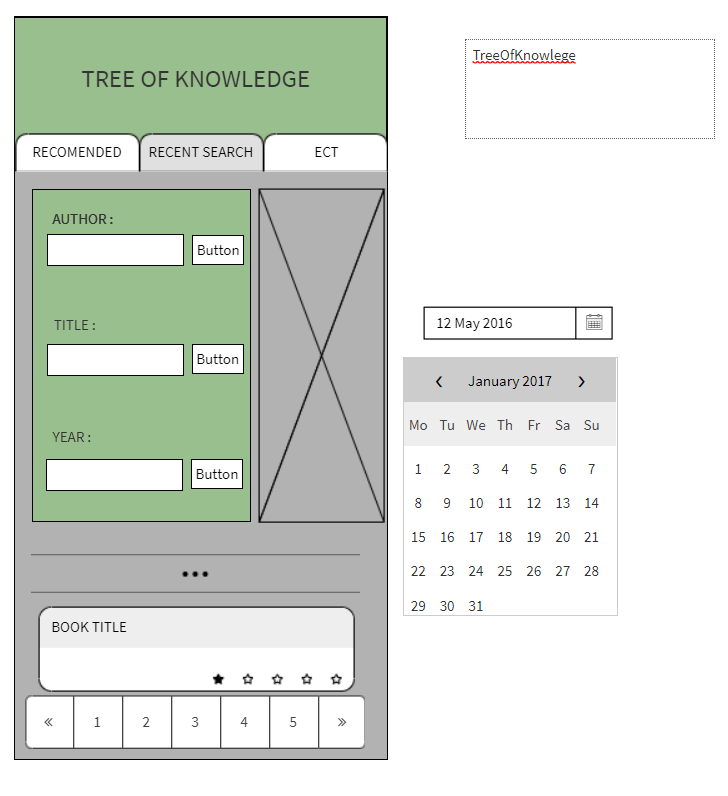 TREE OF KNOWLEDGE
TreeOfKnowlege
RECOMENDED RECENT SEARCH ECT
AUTHOR :
Button
TITLE :
Button
YEAR :
Button
12 May 2016
‹ January 2017 ›
Mo Tu We Th Fr Sa Su
1 2 3 4 5 6 7
8 9 10 11 12 13 14
15 16 17 18 19 20 21
22 23 24 25 26 27 28
29 30 31
•••
BOOK TITLE
« 1 2 3 4 5 »